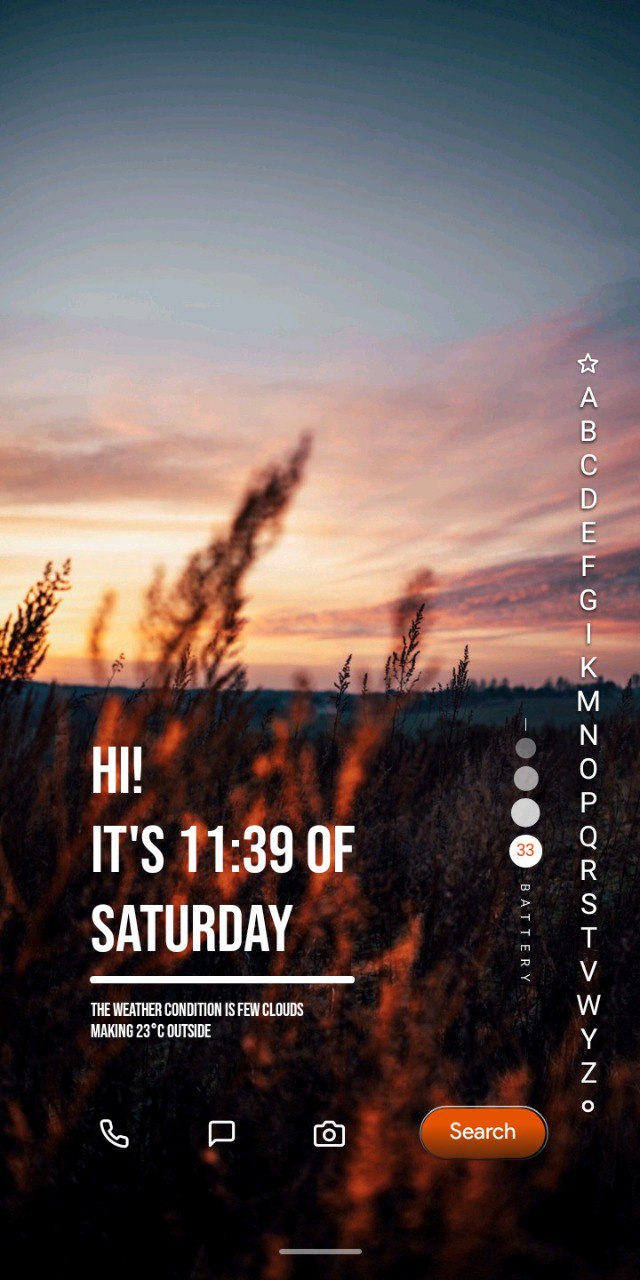 HI!
IT'S 11:39 OF
SATURDAY
THE WEATHER CONDITION IS FEW CLOUDS
MAKING 23°C OUTSIDE
33
BATTERY
A
B
C
D
E
F
G
I
K
M
N
O
P
Q
R
S
T
V
W
Y
Z
Search